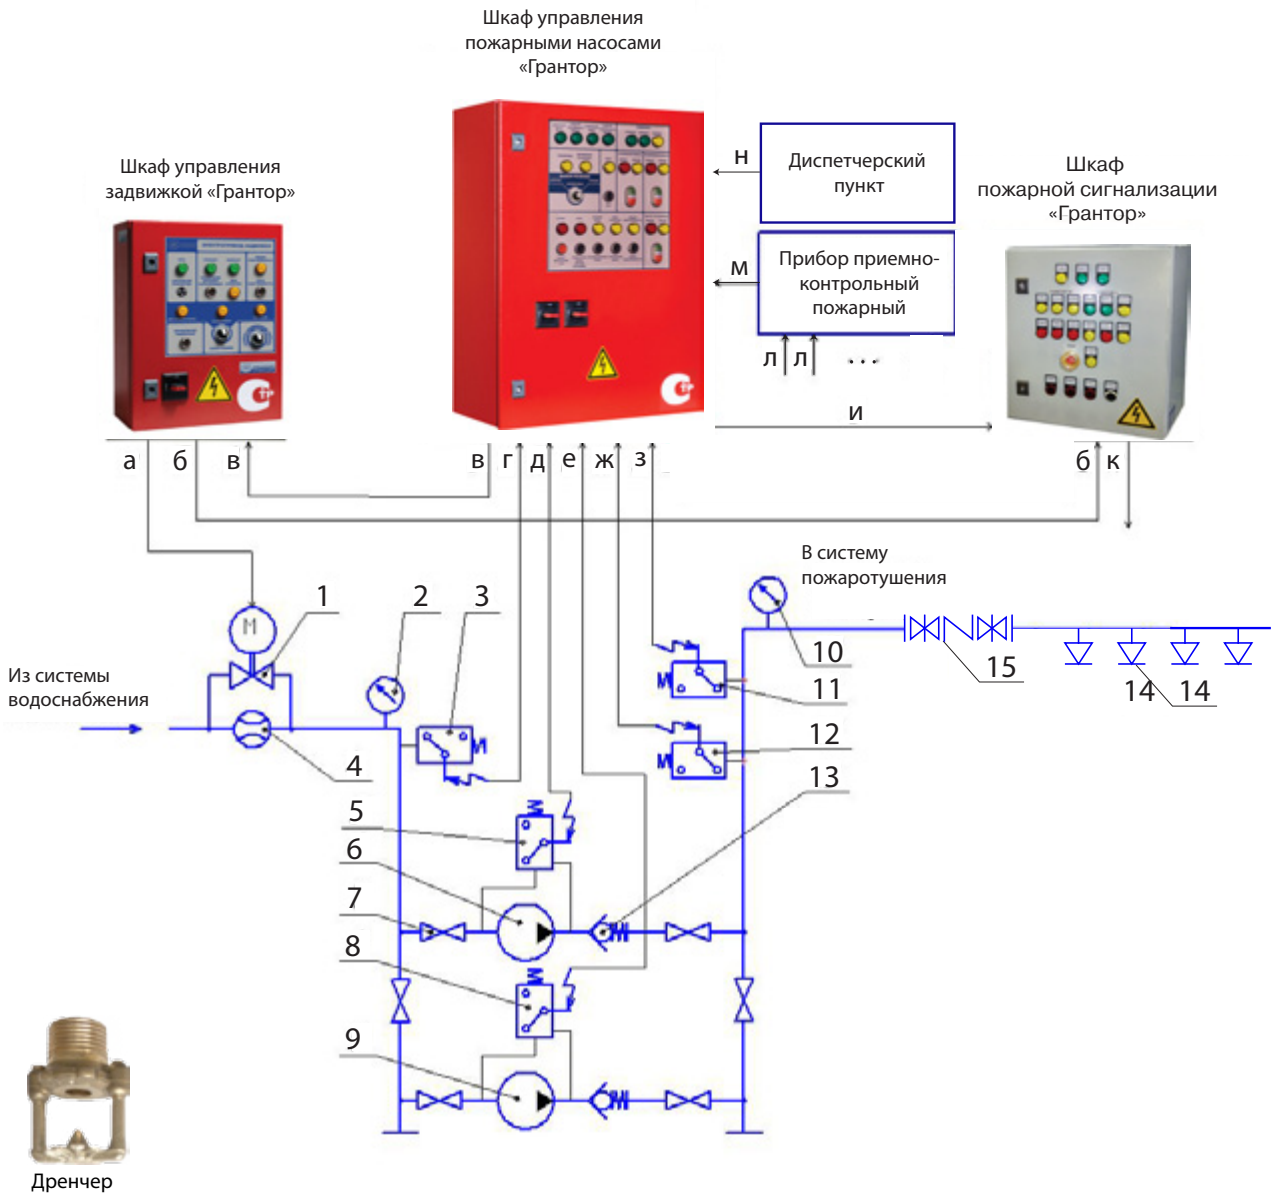 Шкаф управления
пожарными насосами
«Грантор»
Шкаф управления
задвижкой «Грантор»
Шкаф
пожарной сигнализации
«Грантор»
Диспетчерский
пункт
н
Прибор приемно-
контрольный
пожарный
м
л л ...
и
а б в
в г д е ж з
б к
В систему
пожаротушения
Из системы
водоснабжения
М
1
2
3
4
5
6
7
8
9
10
11
12
13
14 14
15
Дренчер